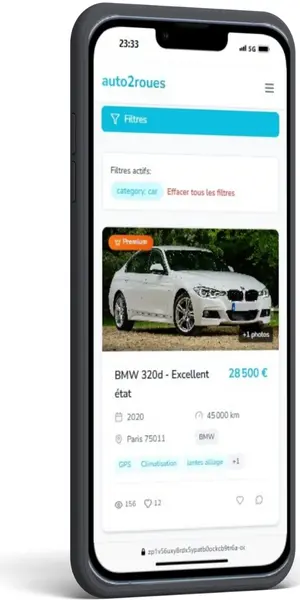 23:33
5G
auto2roues
Filtres
Filtres actifs:
category: car
Effacer tous les filtres
Premium
+1 photos
BMW 320d - Excellent
état
28 500 €
2020
45 000 km
Paris 75011
BMW
GPS
Climatisation
Jantes alliage
+1
156
12